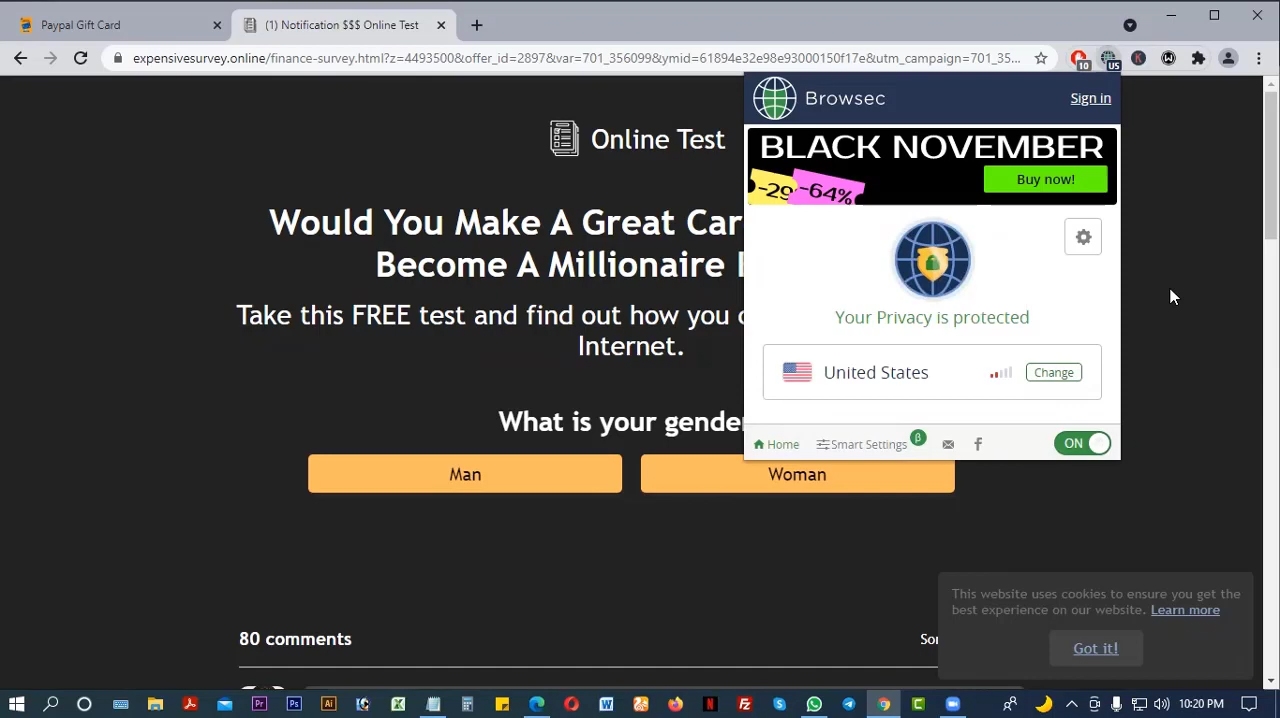 Paypal Gift Card
(1) Notification $$$ Online Test
expensivesurvey.online/finance-survey.html?z=4493500&offer_id=2897&var=701_356099&ymid=61894e32e98e93000150f17e&utm_campaign=701_35...
10
US
Browsec
Sign in
BLACK NOVEMBER
-29
-64%
Buy now!
Your Privacy is protected
United States
Change
Home
Smart Settings
β
ON
Online Test
Would You Make A Great Car
Become A Millionaire
Take this FREE test and find out how you
Internet.
What is your gender
Man
Woman
80 comments
This website uses cookies to ensure you get the
best experience on our website. Learn more
Got it!
10:20 PM